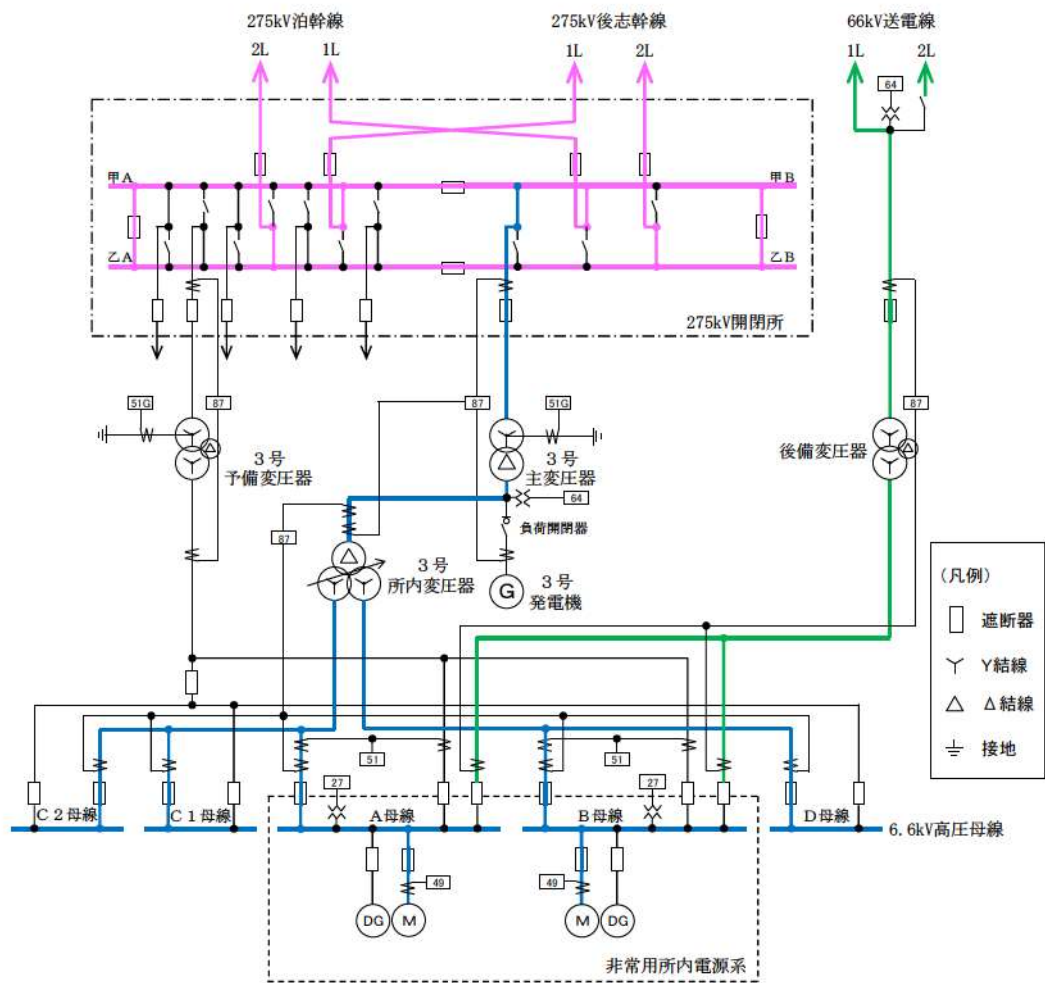 275kV泊幹線
275kV後志幹線
66kV送電線
2L
1L
1L
2L
1L
2L
64
甲A
甲B
乙A
乙B
275kV開閉所
51G
87
87
51G
87
3号
予備変圧器
3号
主変圧器
後備変圧器
64
87
負荷開閉器
3号
所内変圧器
G
3号
発電機
(凡例)
遮断器
Y結線
Δ結線
接地
51
51
27
27
C2母線
C1母線
A母線
B母線
D母線
6.6kV高圧母線
49
49
DG
M
M
DG
非常用所内電源系